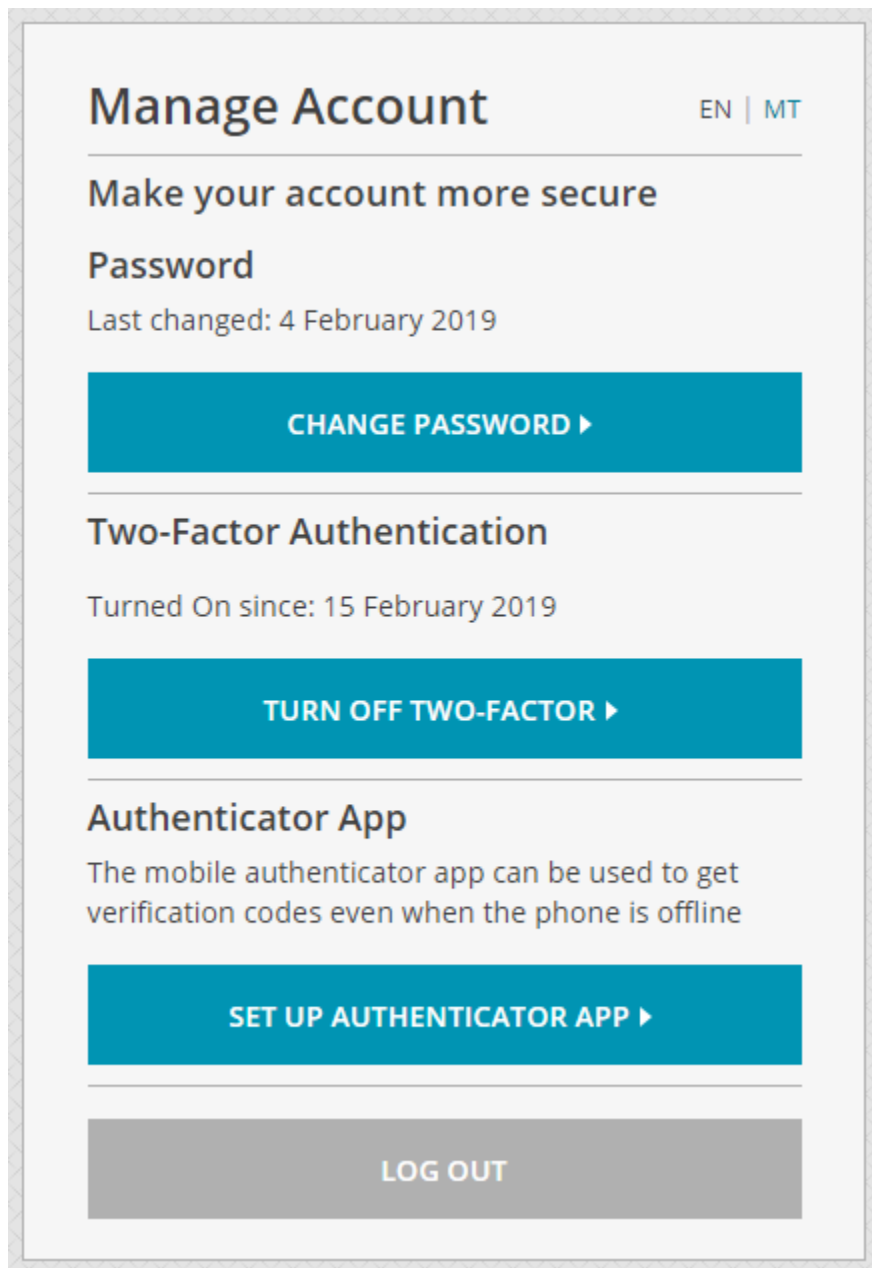 Manage Account
EN | MT
Make your account more secure
Password
Last changed: 4 February 2019
CHANGE PASSWORD
Two-Factor Authentication
Turned On since: 15 February 2019
TURN OFF TWO-FACTOR
Authenticator App
The mobile authenticator app can be used to get
verification codes even when the phone is offline
SET UP AUTHENTICATOR APP
LOG OUT